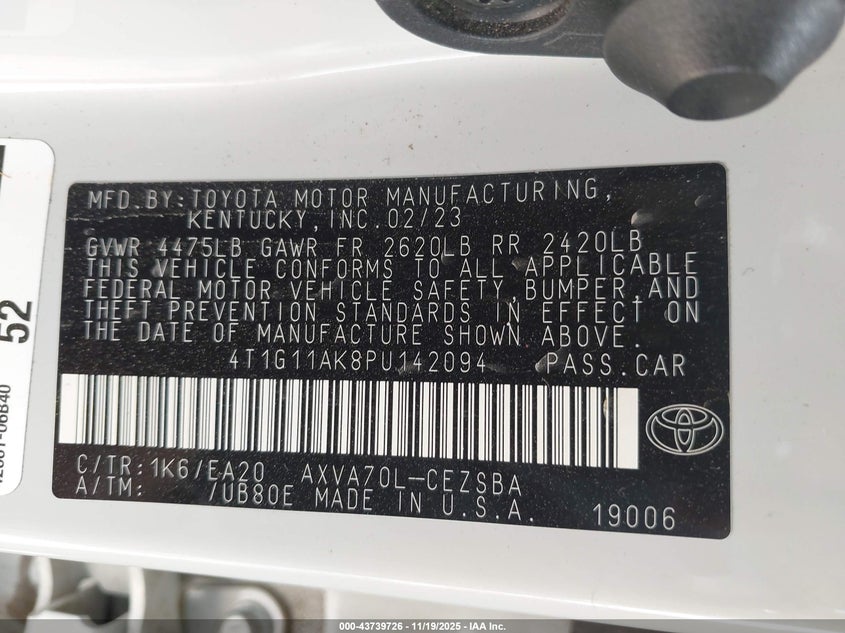 MFD.BY:TOYOTA MOTOR MANUFACTURING,
KENTUCKY,INC.02/23
GVWR 4475LB GAWR FR 2620LB RR 2420LB
THIS VEHICLE CONFORMS TO ALL APPLICABLE
FEDERAL MOTOR VEHICLE SAFETY,BUMPER,AND
THEFT PREVENTION STANDARDS IN EFFECT ON
THE DATE OF MANUFACTURE SHOWN ABOVE.
4T1G11AK8PU142094 PASS.CAR
C/TR:1K6/EA20 AXVA70L-CEZSBA
A/TM: /UB80E MADE IN U.S.A.
19006
52
000-43739726 - 11/19/2025 - IAA Inc.